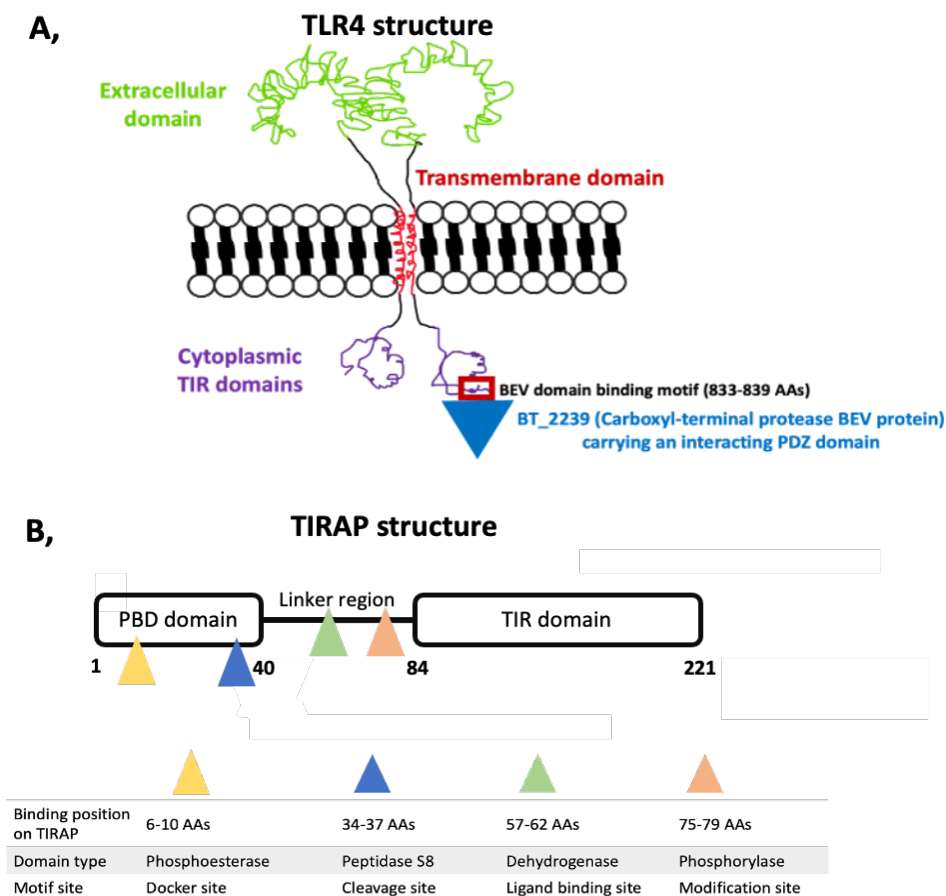 A,
TLR4 structure
Extracellular
domain
Transmembrane domain
Cytoplasmic
TIR domains
BEV domain binding motif (833-839 AAs)
BT_2239 (Carboxyl-terminal protease BEV protein)
carrying an interacting PDZ domain
B,
TIRAP structure
PBD domain
Linker region
TIR domain
1
40
84
221
Binding position
on TIRAP
6-10 AAs
34-37 AAs
57-62 AAs
75-79 AAs
Domain type
Phosphoesterase
Peptidase S8
Dehydrogenase
Phosphorylase
Motif site
Docker site
Cleavage site
Ligand binding site
Modification site